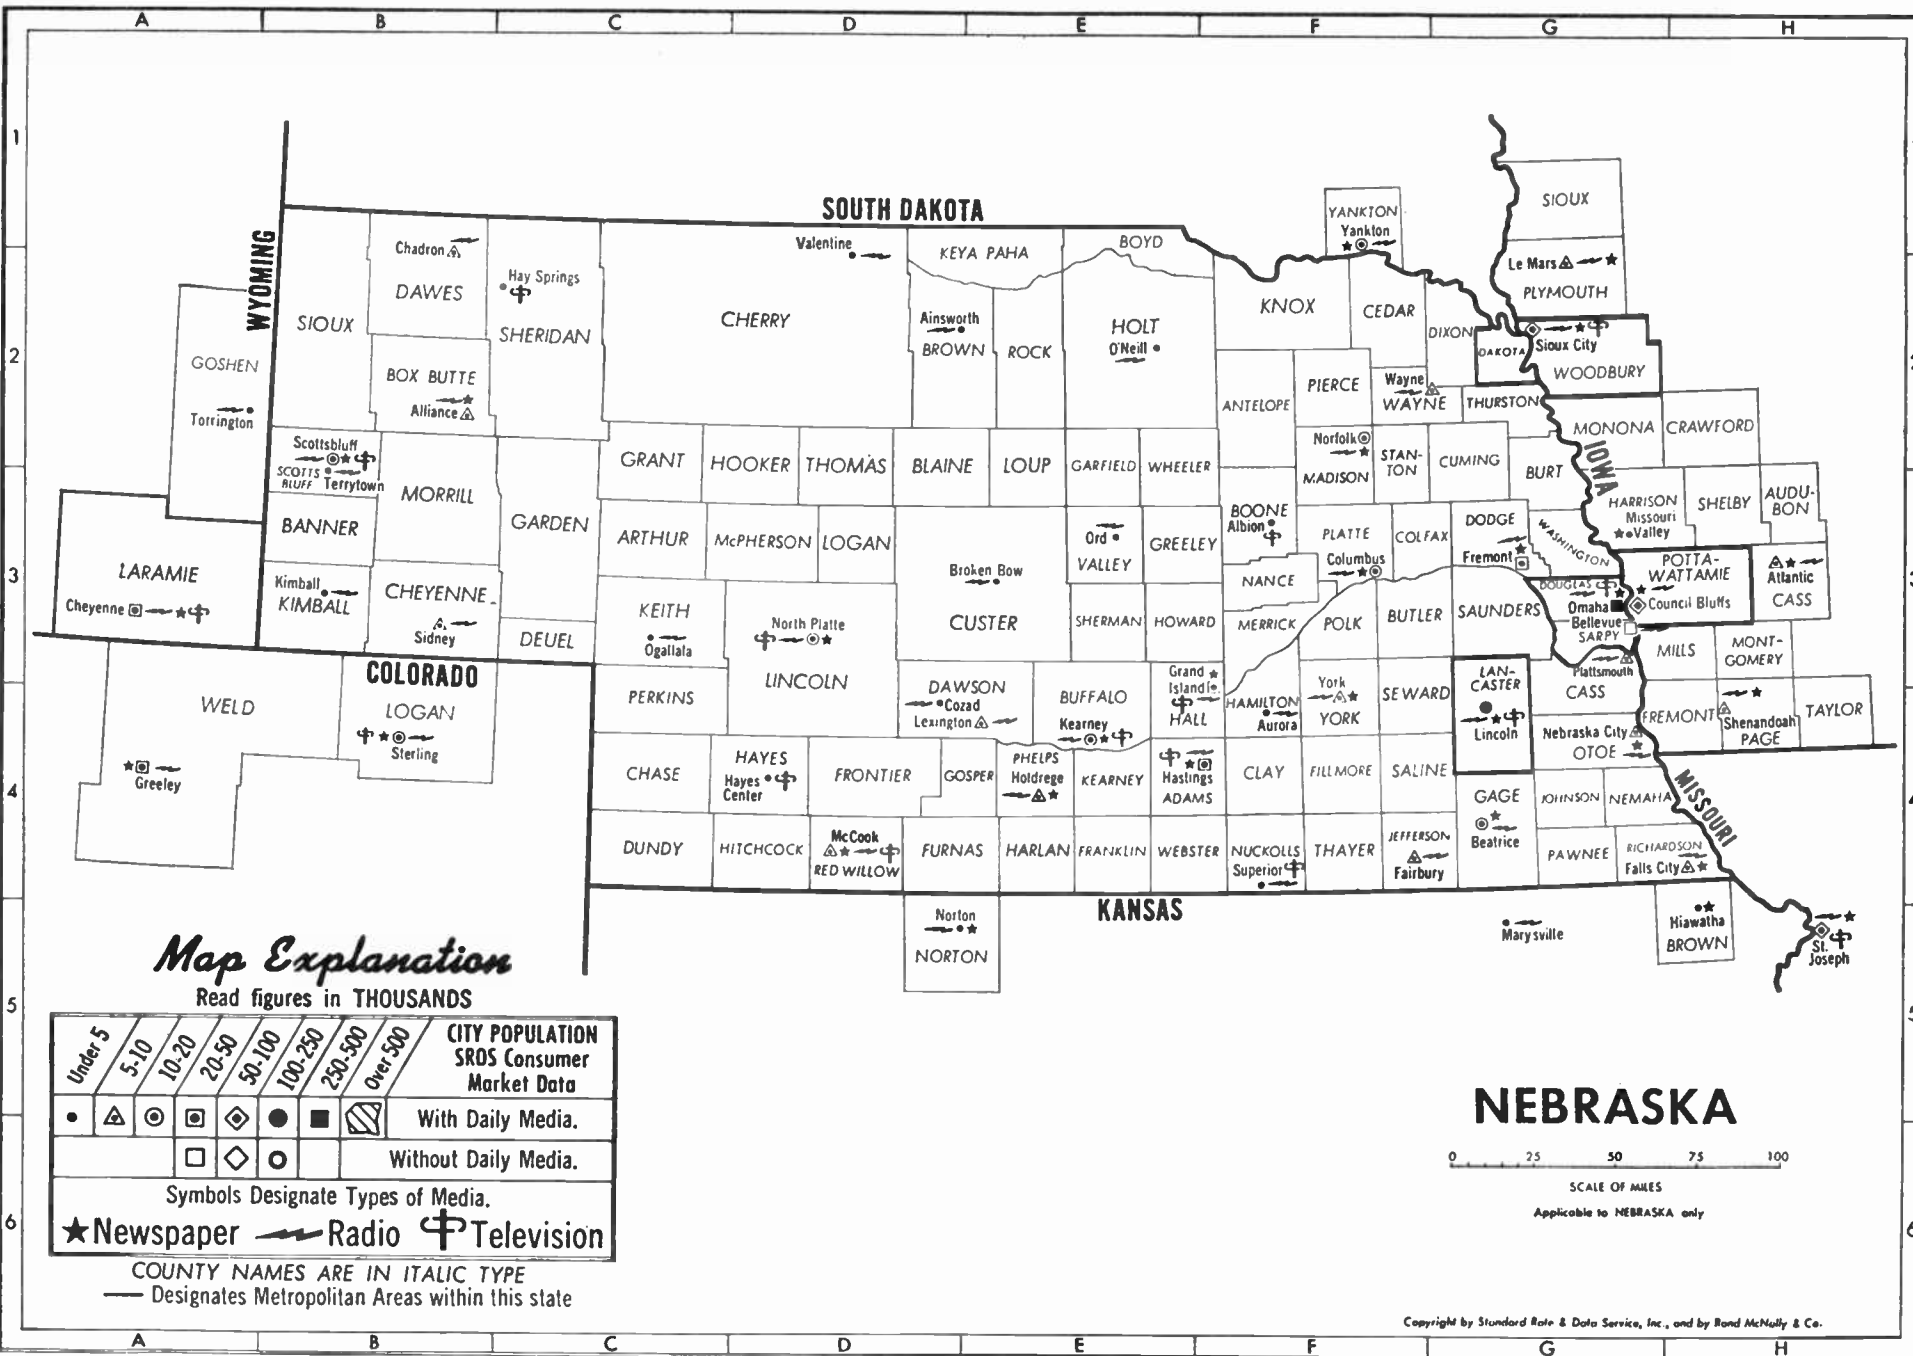 A B C D E F G H
1
2
3
4
5
6
SOUTH DAKOTA
WYOMING
COLORADO
KANSAS
IOWA
MISSOURI
SIOUX
YANKTON
Yankton
Le Mars
PLYMOUTH
Sioux City
WOODBURY
DAKOTA
Chadron
DAWES
Hay Springs
SHERIDAN
SIOUX
Valentine
CHERRY
KEYA PAHA
BOYD
Ainsworth
BROWN
ROCK
HOLT
O'Neill
KNOX
CEDAR
DIXON
GOSHEN
Torrington
BOX BUTTE
Alliance
ANTELOPE
PIERCE
Wayne
WAYNE
THURSTON
MONONA
CRAWFORD
Scottsbluff
SCOTTS
BLUFF
Terrytown
MORRILL
GARDEN
GRANT
HOOKER
THOMAS
BLAINE
LOUP
GARFIELD
WHEELER
Norfolk
MADISON
STAN-
TON
CUMING
BURT
HARRISON
Missouri
Valley
SHELBY
AUDU-
BON
BANNER
ARTHUR
McPHERSON
LOGAN
Ord
VALLEY
GREELEY
BOONE
Albion
PLATTE
Columbus
COLFAX
DODGE
Fremont
WASHINGTON
POTTA-
WATTAMIE
Council Bluffs
Atlantic
CASS
LARAMIE
Cheyenne
Kimball
KIMBALL
CHEYENNE
Sidney
DEUEL
KEITH
Ogallala
North Platte
LINCOLN
Broken Bow
CUSTER
SHERMAN
HOWARD
NANCE
MERRICK
POLK
BUTLER
SAUNDERS
DOUGLAS
Omaha
Bellevue
SARPY
Plattsmouth
CASS
MILLS
MONT-
GOMERY
WELD
LOGAN
Sterling
Greeley
PERKINS
DAWSON
Cozad
Lexington
BUFFALO
Kearney
Grand
Island
HALL
HAMILTON
Aurora
York
YORK
SEWARD
LAN-
CASTER
Lincoln
Nebraska City
OTOE
FREMONT
Shenandoah
PAGE
TAYLOR
CHASE
HAYES
Hayes
Center
FRONTIER
GOSPER
PHELPS
Holdrege
KEARNEY
Hastings
ADAMS
CLAY
FILLMORE
SALINE
GAGE
Beatrice
JOHNSON
NEMAHA
DUNDY
HITCHCOCK
McCook
RED WILLOW
FURNAS
HARLAN
FRANKLIN
WEBSTER
NUCKOLLS
Superior
THAYER
JEFFERSON
Fairbury
PAWNEE
RICHARDSON
Falls City
Norton
NORTON
Marysville
Hiawatha
BROWN
St.
Joseph
Map Explanation
Read figures in THOUSANDS
Under 5
5-10
10-20
20-50
50-100
100-250
250-500
Over 500
CITY POPULATION
SRDS Consumer
Market Data
With Daily Media.
Without Daily Media.
Symbols Designate Types of Media.
Newspaper Radio Television
COUNTY NAMES ARE IN ITALIC TYPE
Designates Metropolitan Areas within this state
NEBRASKA
0 25 50 75 100
SCALE OF MILES
Applicable to NEBRASKA only
Copyright by Standard Rate & Data Service, Inc., and by Rand McNally & Co.
A B C D E F G H